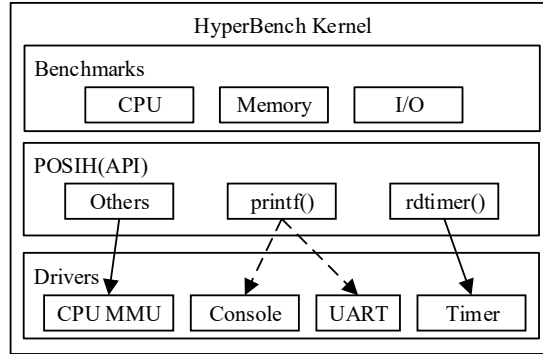 HyperBench Kernel
Benchmarks
CPU Memory I/O
POSIH(API)
Others printf() rdtimer()
Drivers
CPU MMU Console UART Timer